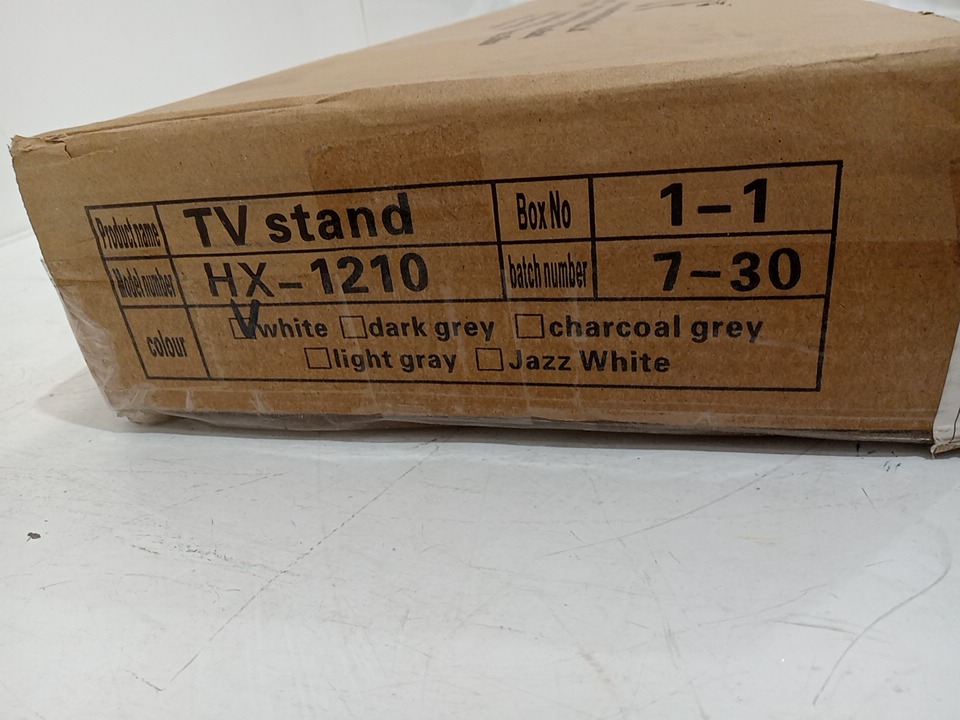 Product name TV stand Box No 1-1
Model number HX-1210 batch number 7-30
colour
☑white ☐dark grey ☐charcoal grey
☐light gray ☐Jazz White